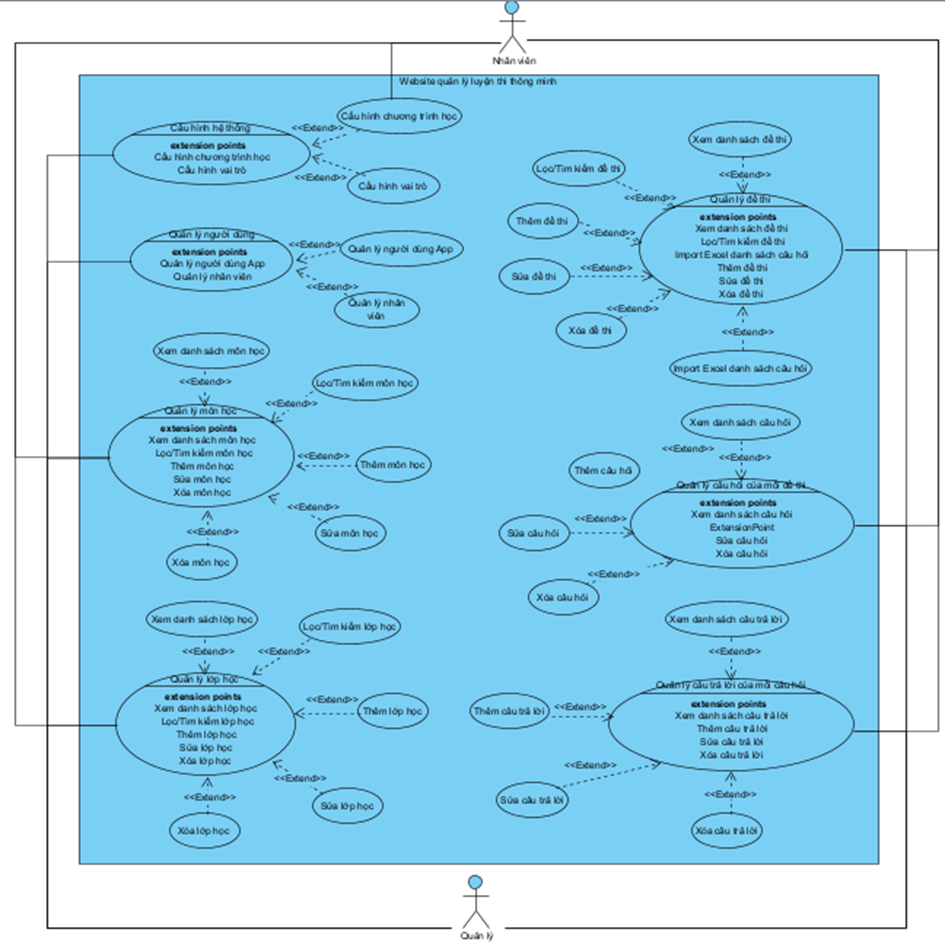 Nhân viên
Website quản lý luyện thi thông minh
Cấu hình hệ thống
extension points
Cấu hình chương trình học
Cấu hình vai trò
<<Extend>>
Cấu hình chương trình học
<<Extend>>
Cấu hình vai trò
Quản lý người dùng
extension points
Quản lý người dùng App
Quản lý nhân viên
<<Extend>>
Quản lý người dùng App
<<Extend>>
Quản lý nhân
viên
Xem danh sách môn học
<<Extend>>
Lọc/Tìm kiếm môn học
<<Extend>>
Quản lý môn học
extension points
Xem danh sách môn học
Lọc/Tìm kiếm môn học
Thêm môn học
Sửa môn học
Xóa môn học
<<Extend>>
Thêm môn học
<<Extend>>
Sửa môn học
<<Extend>>
Xóa môn học
Xem danh sách lớp học
<<Extend>>
Lọc/Tìm kiếm lớp học
<<Extend>>
Quản lý lớp học
extension points
Xem danh sách lớp học
Lọc/Tìm kiếm lớp học
Thêm lớp học
Sửa lớp học
Xóa lớp học
<<Extend>>
Thêm lớp học
<<Extend>>
Sửa lớp học
<<Extend>>
Xóa lớp học
Xem danh sách đề thi
<<Extend>>
Lọc/Tìm kiếm đề thi
<<Extend>>
Thêm đề thi
<<Extend>>
Sửa đề thi
<<Extend>>
Xóa đề thi
<<Extend>>
Quản lý đề thi
extension points
Xem danh sách đề thi
Lọc/Tìm kiếm đề thi
Import Excel danh sách câu hỏi
Thêm đề thi
Sửa đề thi
Xóa đề thi
<<Extend>>
Import Excel danh sách câu hỏi
Xem danh sách câu hỏi
<<Extend>>
<<Extend>>
Thêm câu hỏi
Quản lý câu hỏi của mỗi đề thi
extension points
Xem danh sách câu hỏi
ExtensionPoint
Sửa câu hỏi
Xóa câu hỏi
<<Extend>>
Sửa câu hỏi
<<Extend>>
Xóa câu hỏi
Xem danh sách câu trả lời
<<Extend>>
Quản lý câu trả lời của mỗi câu hỏi
extension points
Xem danh sách câu trả lời
Thêm câu trả lời
Sửa câu trả lời
Xóa câu trả lời
<<Extend>>
Thêm câu trả lời
<<Extend>>
Sửa câu trả lời
<<Extend>>
Xóa câu trả lời
Quản lý